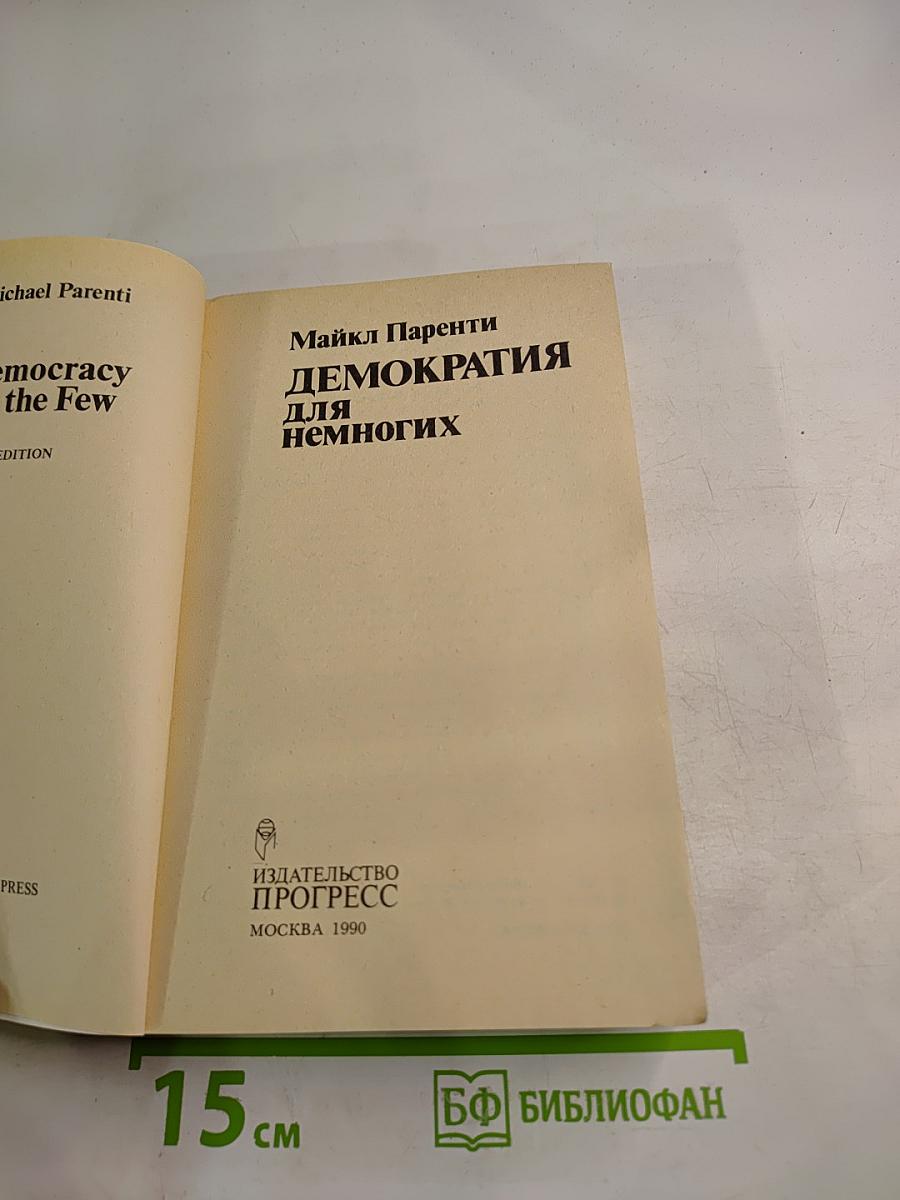 ichael Parenti
emocracy
the Few
EDITION
PRESS
Майкл Паренти
ДЕМОКРАТИЯ
для
немногих
ИЗДАТЕЛЬСТВО
ПРОГРЕСС
МОСКВА 1990
15 см
БФ БИБЛИОФАН